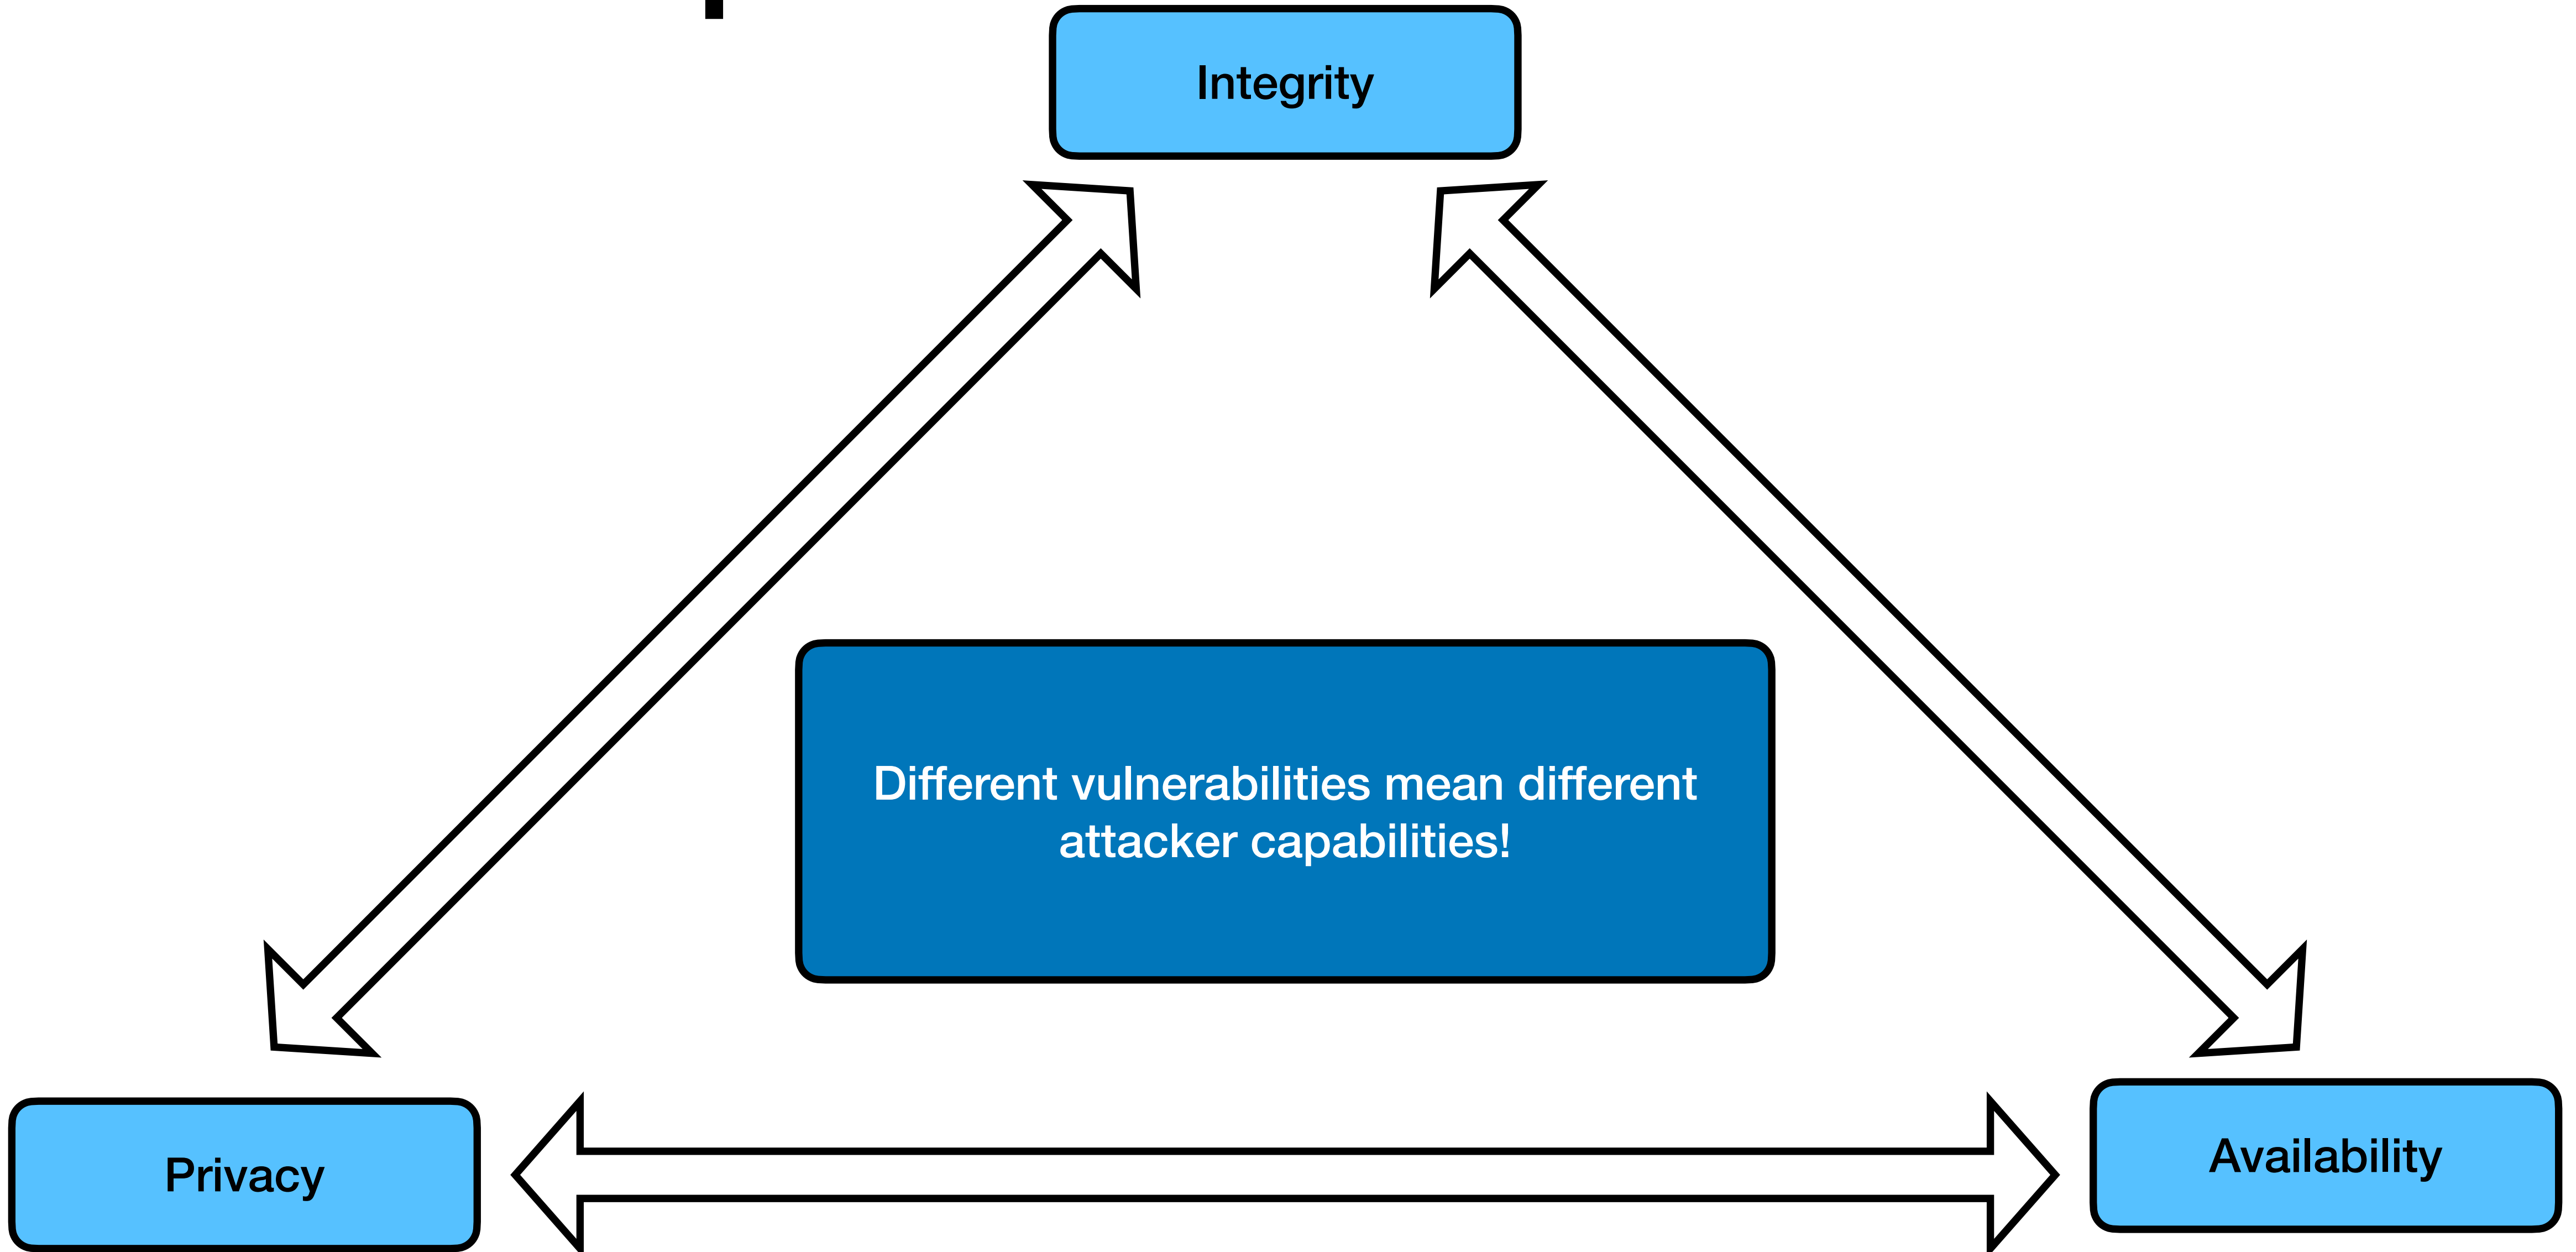 Integrity
Different vulnerabilities mean different
attacker capabilities!
Privacy
Availability